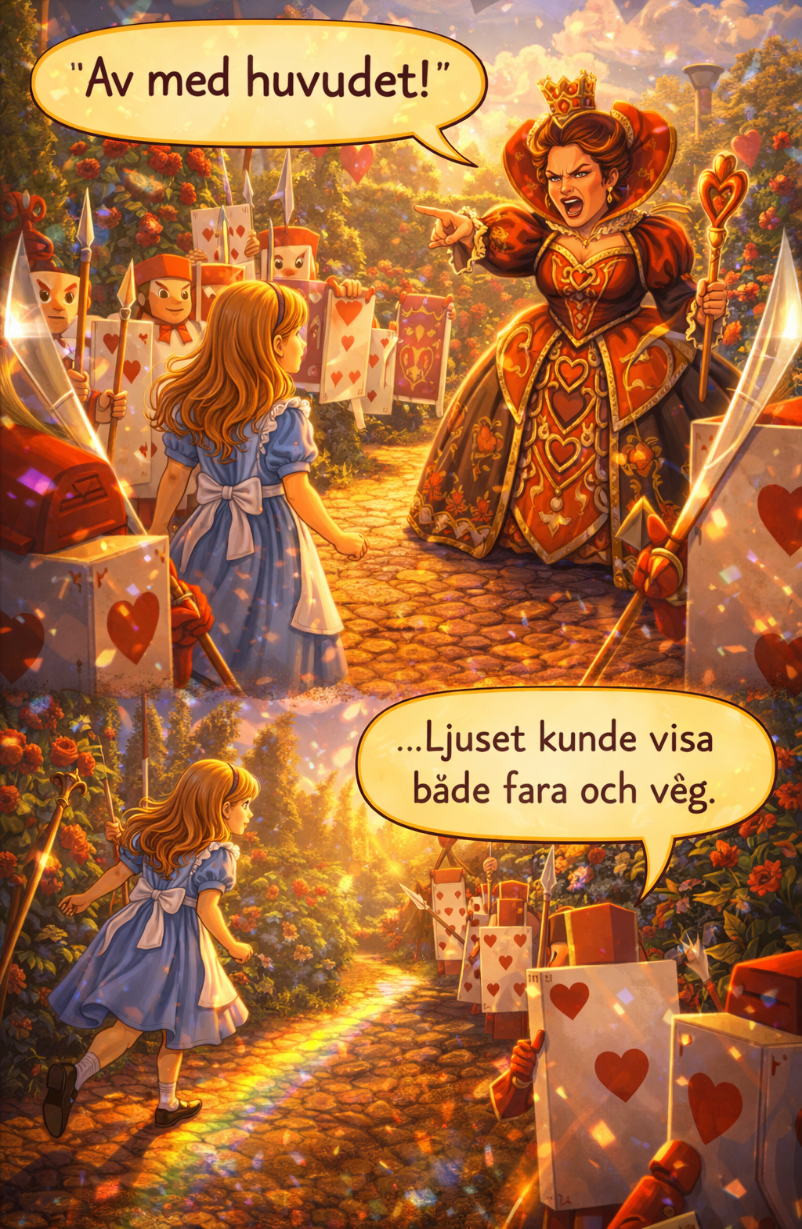 "Av med huvudet!"
...Ljuset kunde visa
både fara och vêg.